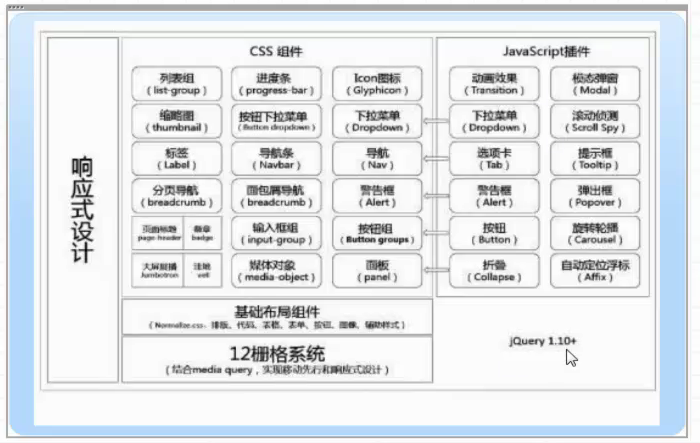 响应式设计
CSS 组件
列表组
( list-group )
进度条
( progress-bar )
Icon图标
( Glyphicon )
缩略图
( thumbnail )
按钮下拉菜单
( Button dropdown )
下拉菜单
( Dropdown )
标签
( Label )
导航条
( Navbar )
导航
( Nav )
分页导航
( breadcrumb )
面包屑导航
( breadcrumb )
警告框
( Alert )
页面标题
page-header
徽章
badge
输入框组
( input-group )
按钮组
( Button groups )
大屏展播
Jumbotron
洼地
well
媒体对象
( media-object )
面板
( panel )
JavaScript插件
动画效果
( Transition )
模态弹窗
( Modal )
下拉菜单
( Dropdown )
滚动侦测
( Scroll Spy )
选项卡
( Tab )
提示框
( Tooltip )
警告框
( Alert )
弹出框
( Popover )
按钮
( Button )
旋转轮播
( Carousel )
折叠
( Collapse )
自动定位浮标
( Affix )
基础布局组件
( Normalize.css、排版、代码、表格、表单、按钮、图像、辅助样式 )
12栅格系统
( 结合media query，实现移动先行和响应式设计 )
jQuery 1.10+